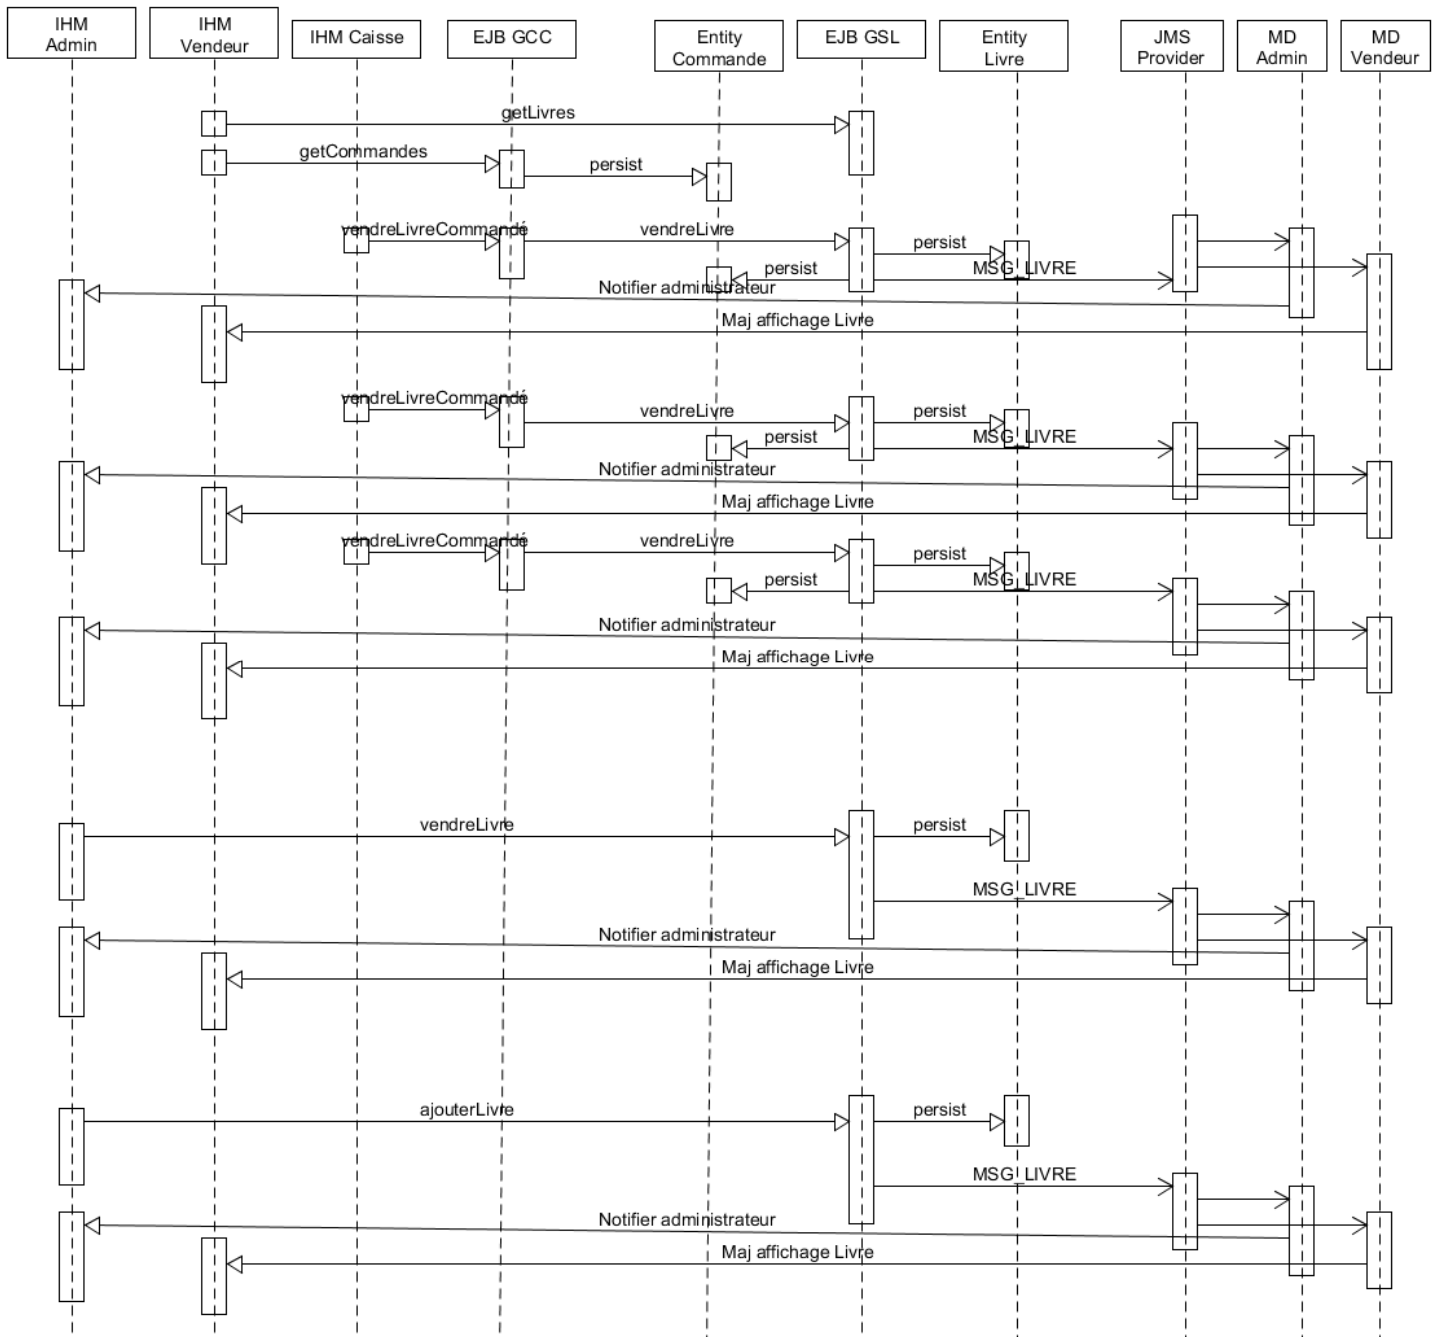 IHM
Admin
IHM
Vendeur
IHM Caisse
EJB GCC
Entity
Commande
EJB GSL
Entity
Livre
JMS
Provider
MD
Admin
MD
Vendeur
getLivres
getCommandes
persist
vendreLivreCommandé
vendreLivre
persist
persist
MSG_LIVRE
Notifier administrateur
Maj affichage Livre
vendreLivreCommandé
vendreLivre
persist
persist
MSG_LIVRE
Notifier administrateur
Maj affichage Livre
vendreLivreCommandé
vendreLivre
persist
persist
MSG_LIVRE
Notifier administrateur
Maj affichage Livre
vendreLivre
persist
MSG_LIVRE
Notifier administrateur
Maj affichage Livre
ajouterLivre
persist
MSG_LIVRE
Notifier administrateur
Maj affichage Livre